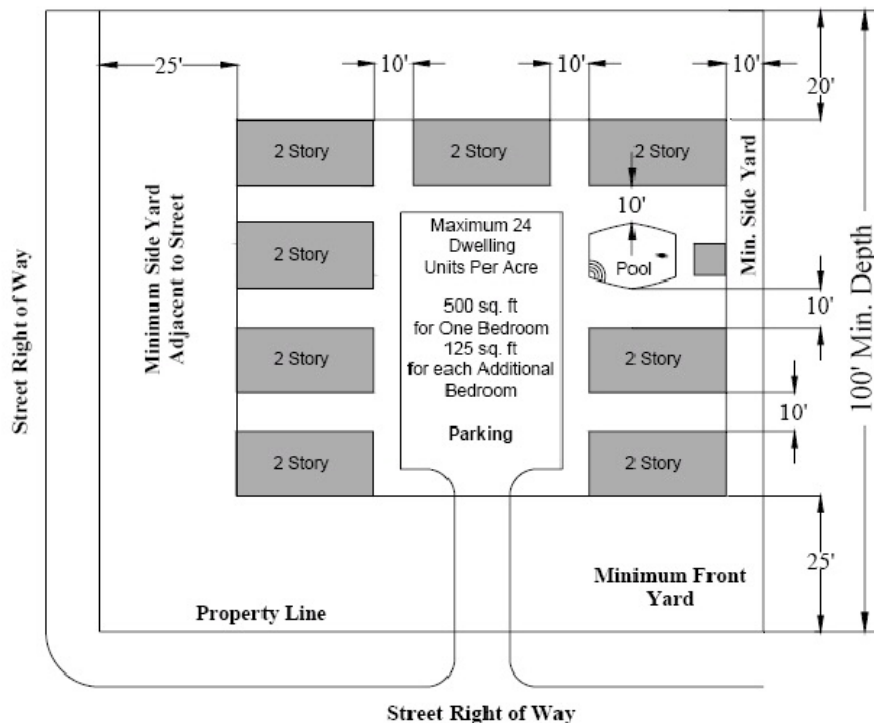 25'
10'
10'
10'
20'
2 Story
2 Story
2 Story
Minimum Side Yard
Adjacent to Street
Min. Side Yard
10'
Maximum 24
Dwelling
Units Per Acre
500 sq. ft
for One Bedroom
125 sq. ft
for each Additional
Bedroom
Parking
2 Story
Pool
10'
100' Min. Depth
Street Right of Way
2 Story
2 Story
10'
2 Story
2 Story
25'
Minimum Front
Yard
Property Line
Street Right of Way